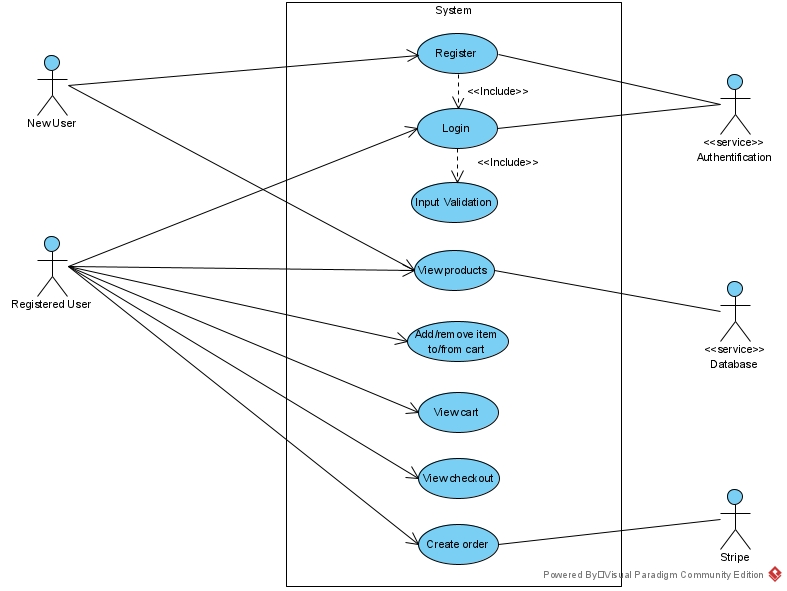 System
Register
<<Include>>
New User
Login
<<service>>
Authentification
<<Include>>
Input Validation
View products
Registered User
Add/remove item
to/from cart
<<service>>
Database
View cart
View checkout
Create order
Stripe
Powered By Visual Paradigm Community Edition